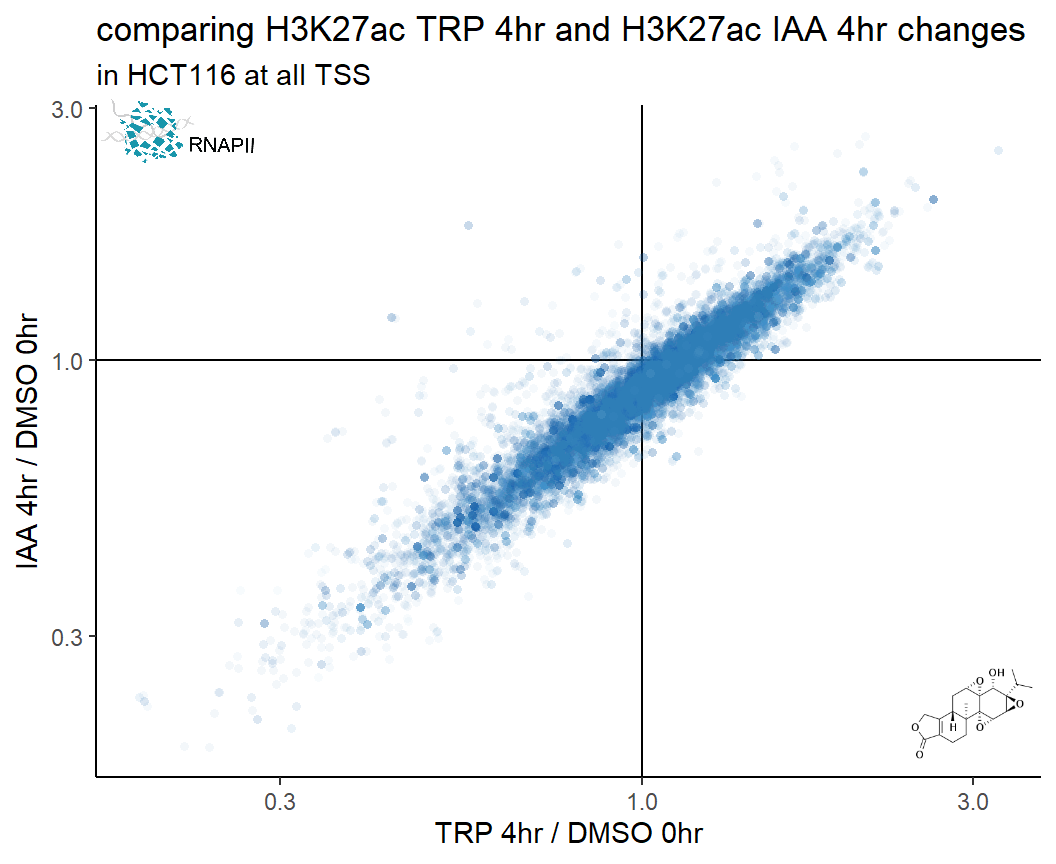 comparing H3K27ac TRP 4hr and H3K27ac IAA 4hr changes
in HCT116 at all TSS
3.0
RNAPII
1.0
0.3
IAA 4hr / DMSO 0hr
OH
O
O
O
H
O
O
0.3
1.0
3.0
TRP 4hr / DMSO 0hr